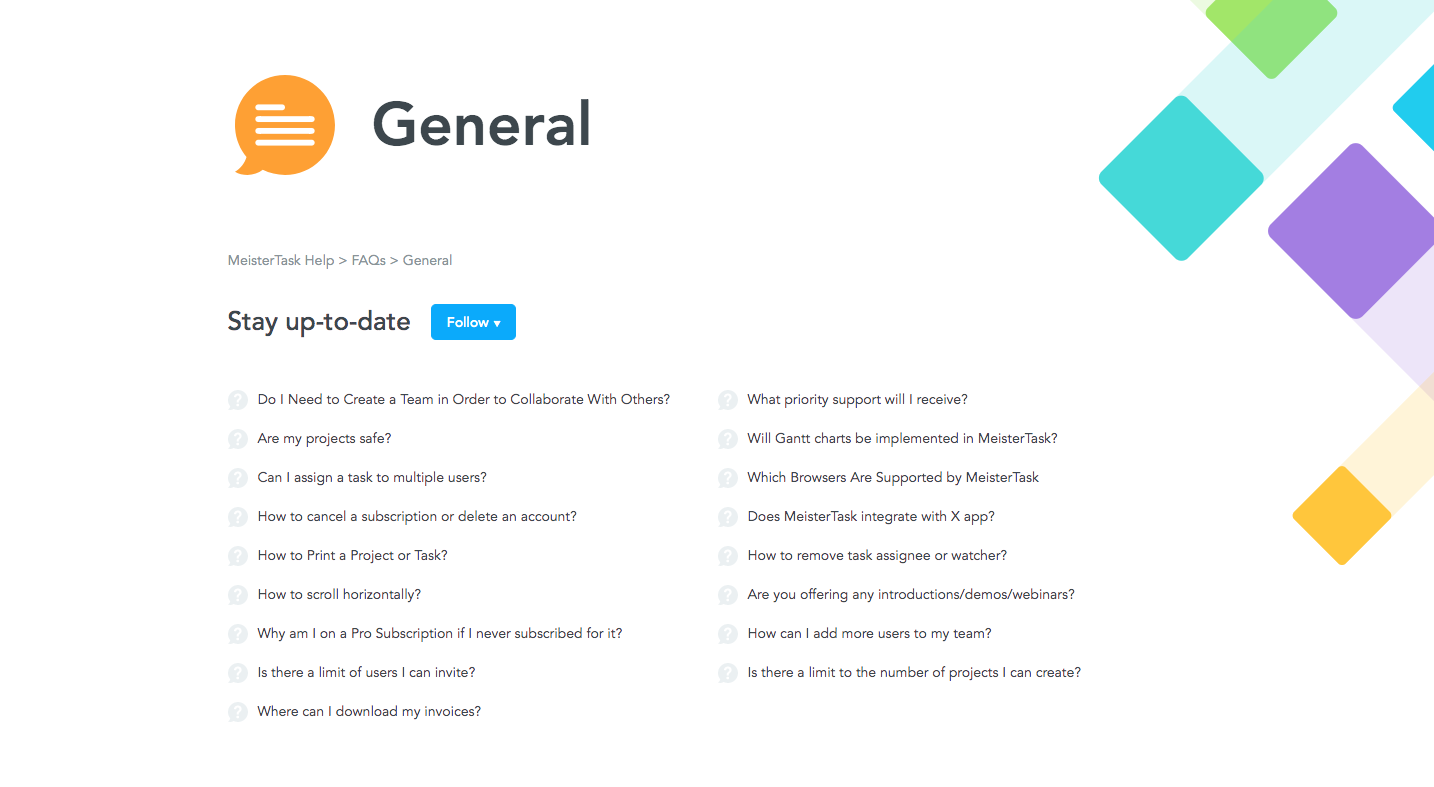 General
MeisterTask Help > FAQs > General
Stay up-to-date
Follow ▾
Do I Need to Create a Team in Order to Collaborate With Others?
Are my projects safe?
Can I assign a task to multiple users?
How to cancel a subscription or delete an account?
How to Print a Project or Task?
How to scroll horizontally?
Why am I on a Pro Subscription if I never subscribed for it?
Is there a limit of users I can invite?
Where can I download my invoices?
What priority support will I receive?
Will Gantt charts be implemented in MeisterTask?
Which Browsers Are Supported by MeisterTask
Does MeisterTask integrate with X app?
How to remove task assignee or watcher?
Are you offering any introductions/demos/webinars?
How can I add more users to my team?
Is there a limit to the number of projects I can create?